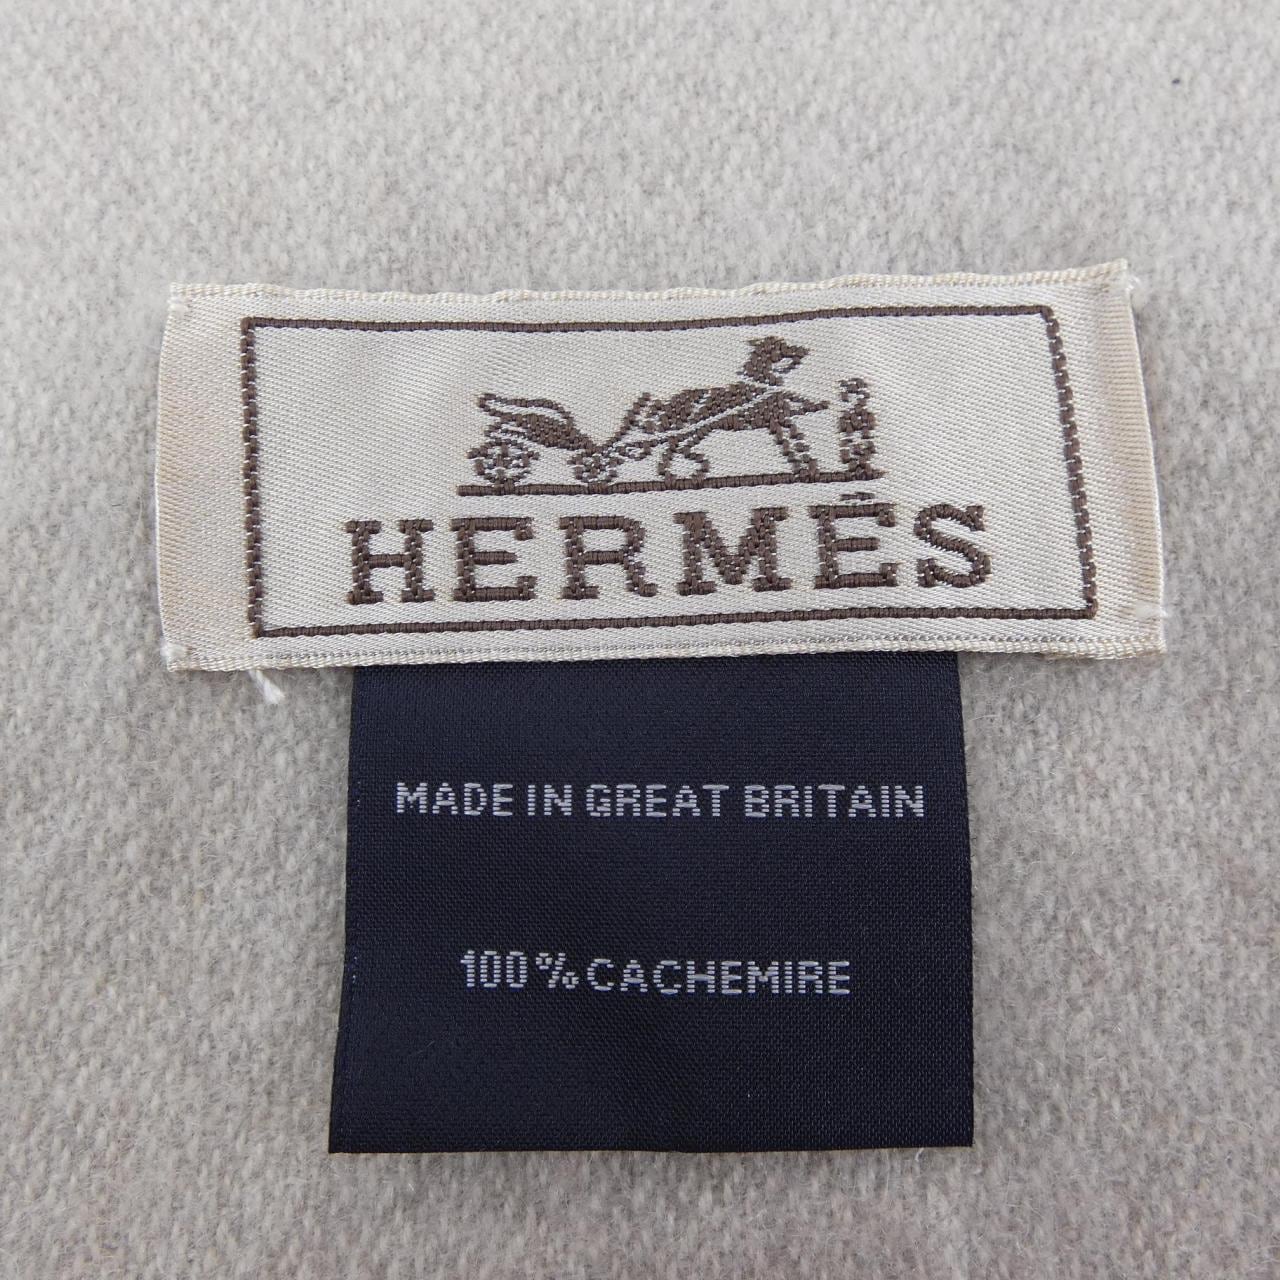 HERMÈS
MADE IN GREAT BRITAIN
100% CACHEMIRE